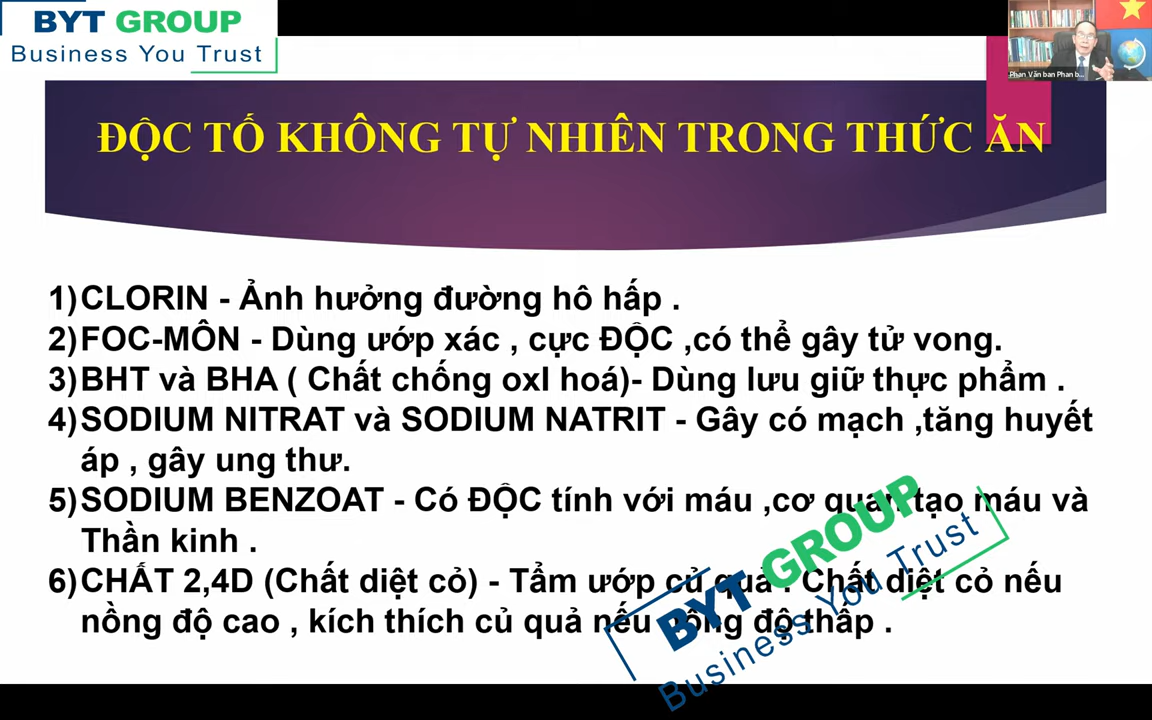 BYT GROUP
Business You Trust
Phan Văn ban Phan b...
ĐỘC TỐ KHÔNG TỰ NHIÊN TRONG THỨC ĂN
1) CLORIN - Ảnh hưởng đường hô hấp .
2) FOC-MÔN - Dùng ướp xác , cực ĐỘC ,có thể gây tử vong.
3) BHT và BHA ( Chất chống oxI hoá)- Dùng lưu giữ thực phẩm .
4) SODIUM NITRAT và SODIUM NATRIT - Gây có mạch ,tăng huyết
áp , gây ung thư.
5) SODIUM BENZOAT - Có ĐỘC tính với máu ,cơ quan tạo máu và
Thần kinh .
6) CHẤT 2,4D (Chất diệt cỏ) - Tẩm ướp củ quả . Chất diệt cỏ nếu
nồng độ cao , kích thích củ quả nếu nồng độ thấp .
BYT GROUP
Business You Trust